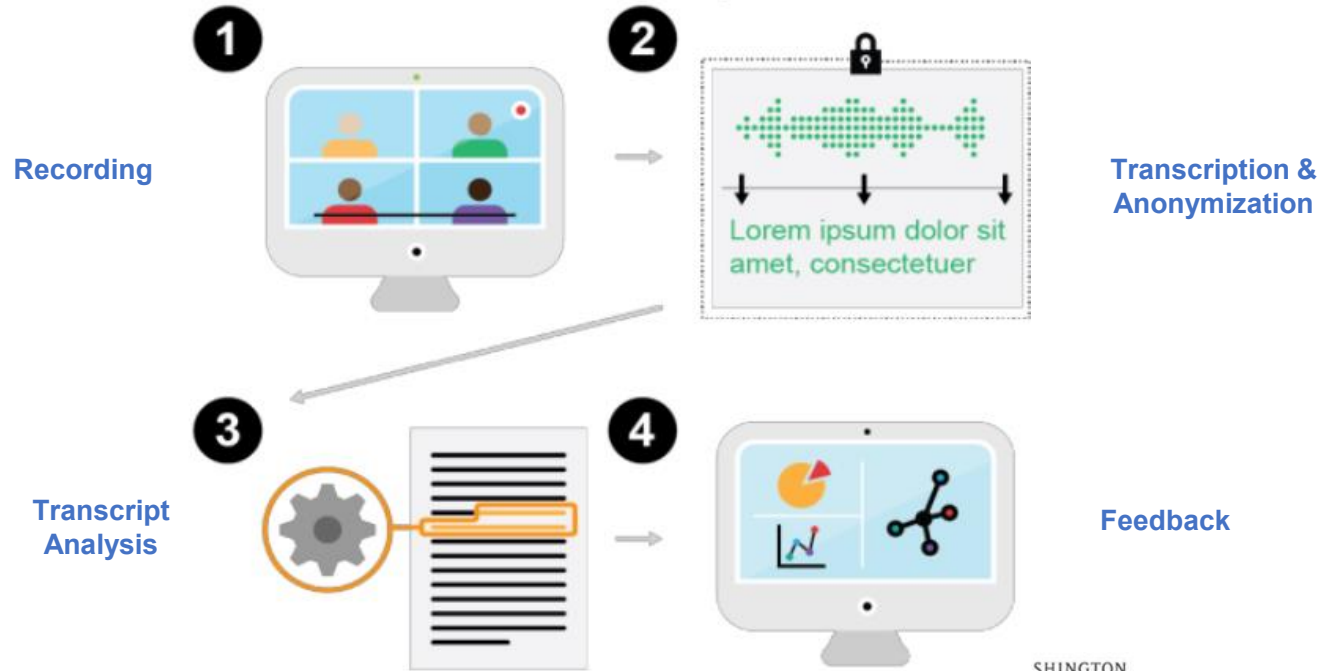 1
2
Recording
Transcription &
Anonymization
Lorem ipsum dolor sit
amet, consectetuer
3
4
Transcript
Analysis
Feedback
SHINGTON